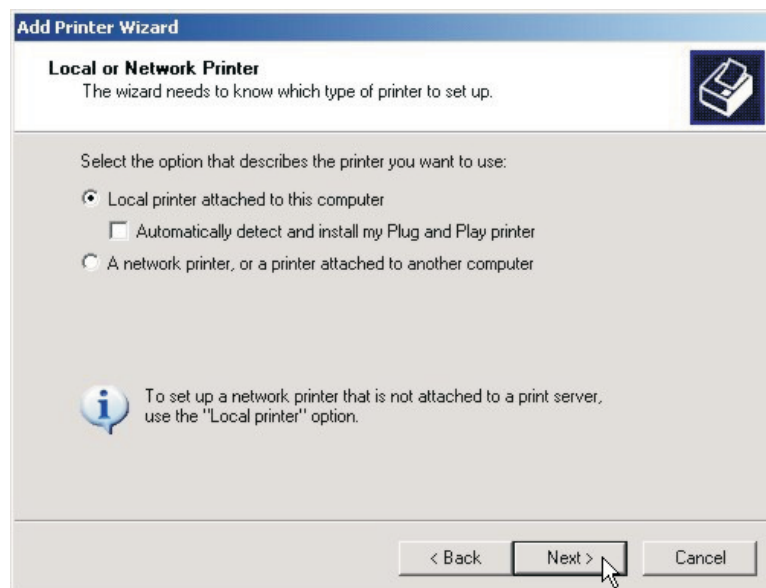 Add Printer Wizard
Local or Network Printer
The wizard needs to know which type of printer to set up.
Select the option that describes the printer you want to use:
Local printer attached to this computer
Automatically detect and install my Plug and Play printer
A network printer, or a printer attached to another computer
To set up a network printer that is not attached to a print server,
use the "Local printer" option.
< Back
Next >
Cancel